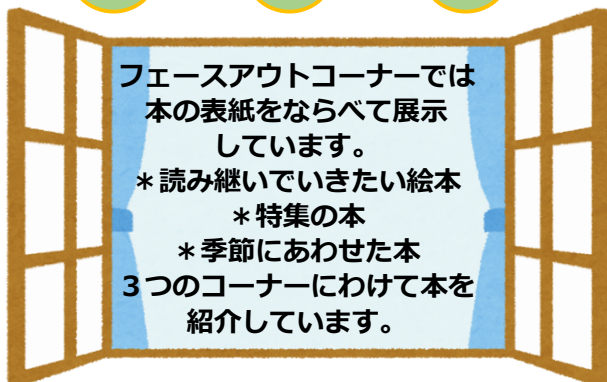 フェースアウトコーナーでは
本の表紙をならべて展示
しています。
＊読み継いでいきたい絵本
＊特集の本
＊季節にあわせた本
３つのコーナーにわけて本を
紹介しています。